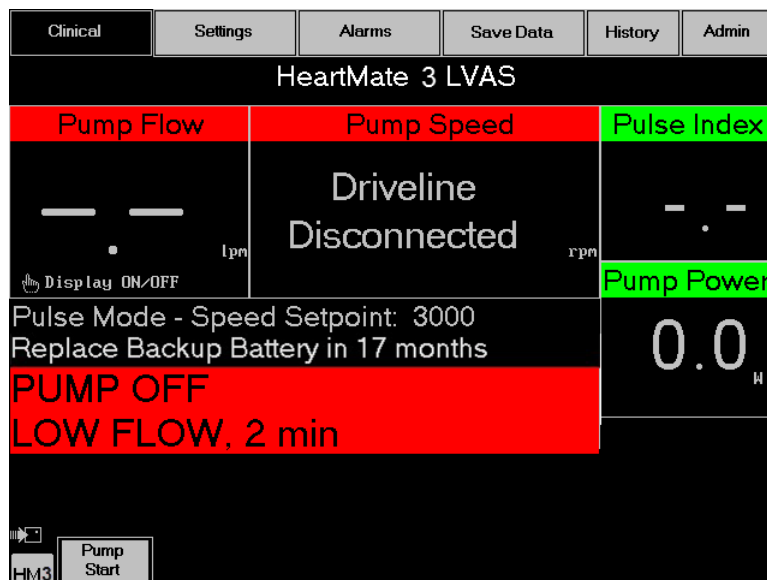 Clinical Settings Alarms Save Data History Admin
HeartMate 3 LVAS
Pump Flow Pump Speed Pulse Index
Driveline
Disconnected
-- -- . lpm rpm - . -
Display ON/OFF
Pump Power
Pulse Mode - Speed Setpoint: 3000
Replace Backup Battery in 17 months
0.0 W
PUMP OFF
LOW FLOW, 2 min
Pump
Start
HM3